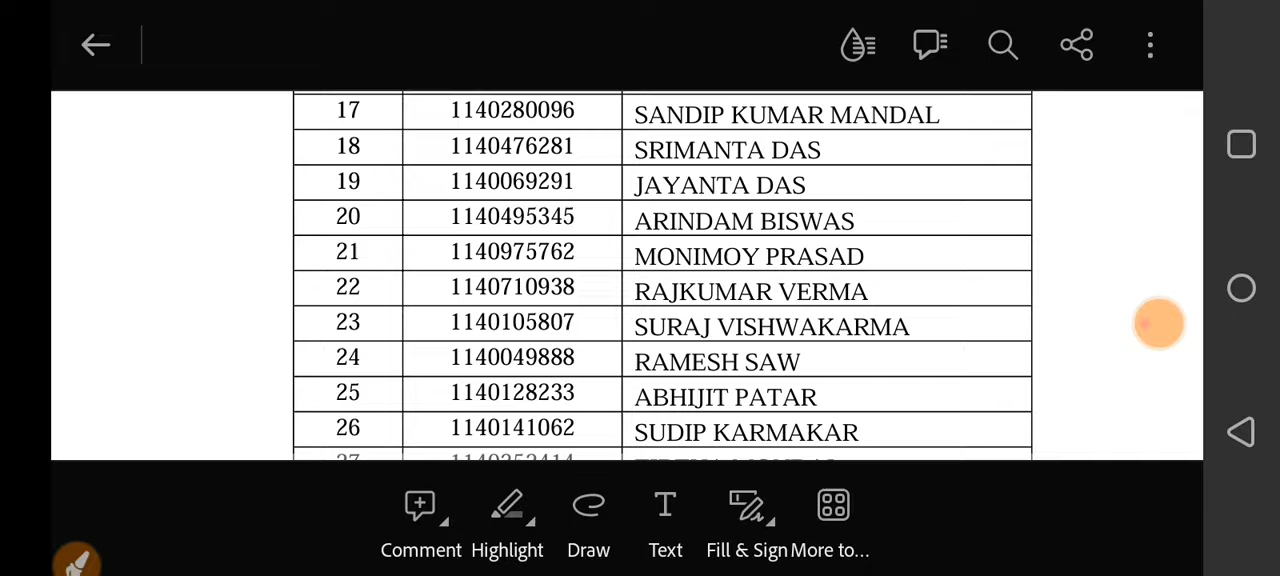 17 1140280096 SANDIP KUMAR MANDAL
18 1140476281 SRIMANTA DAS
19 1140069291 JAYANTA DAS
20 1140495345 ARINDAM BISWAS
21 1140975762 MONIMOY PRASAD
22 1140710938 RAJKUMAR VERMA
23 1140105807 SURAJ VISHWAKARMA
24 1140049888 RAMESH SAW
25 1140128233 ABHIJIT PATAR
26 1140141062 SUDIP KARMAKAR
Comment Highlight Draw Text Fill & Sign More to...